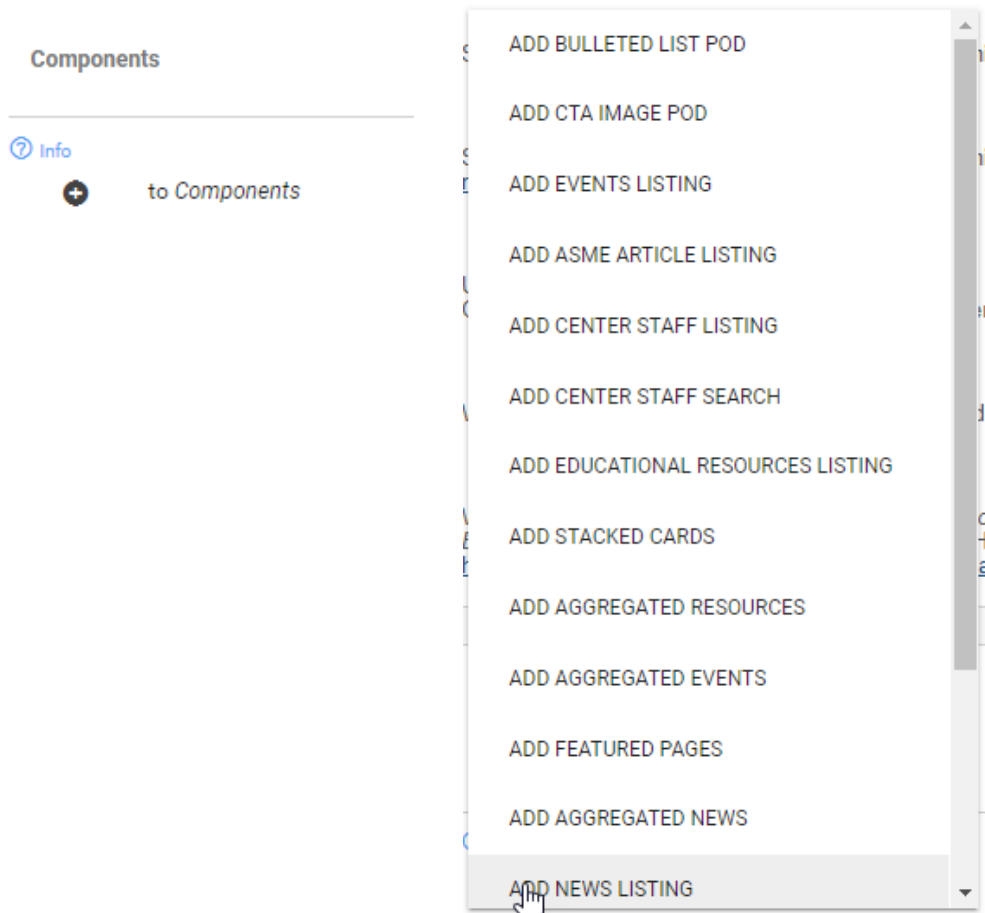 Components
Info
to Components
ADD BULLETED LIST POD
ADD CTA IMAGE POD
ADD EVENTS LISTING
ADD ASME ARTICLE LISTING
ADD CENTER STAFF LISTING
ADD CENTER STAFF SEARCH
ADD EDUCATIONAL RESOURCES LISTING
ADD STACKED CARDS
ADD AGGREGATED RESOURCES
ADD AGGREGATED EVENTS
ADD FEATURED PAGES
ADD AGGREGATED NEWS
ADD NEWS LISTING